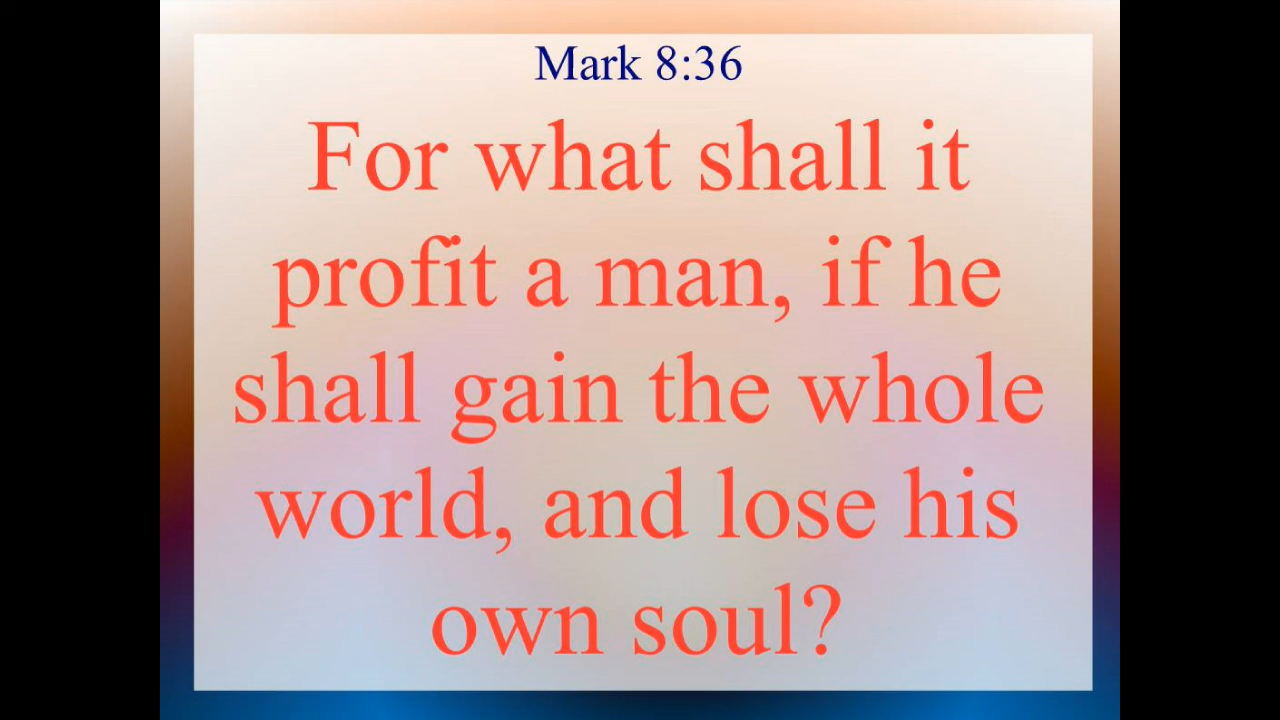 Mark 8:36
For what shall it
profit a man, if he
shall gain the whole
world, and lose his
own soul?